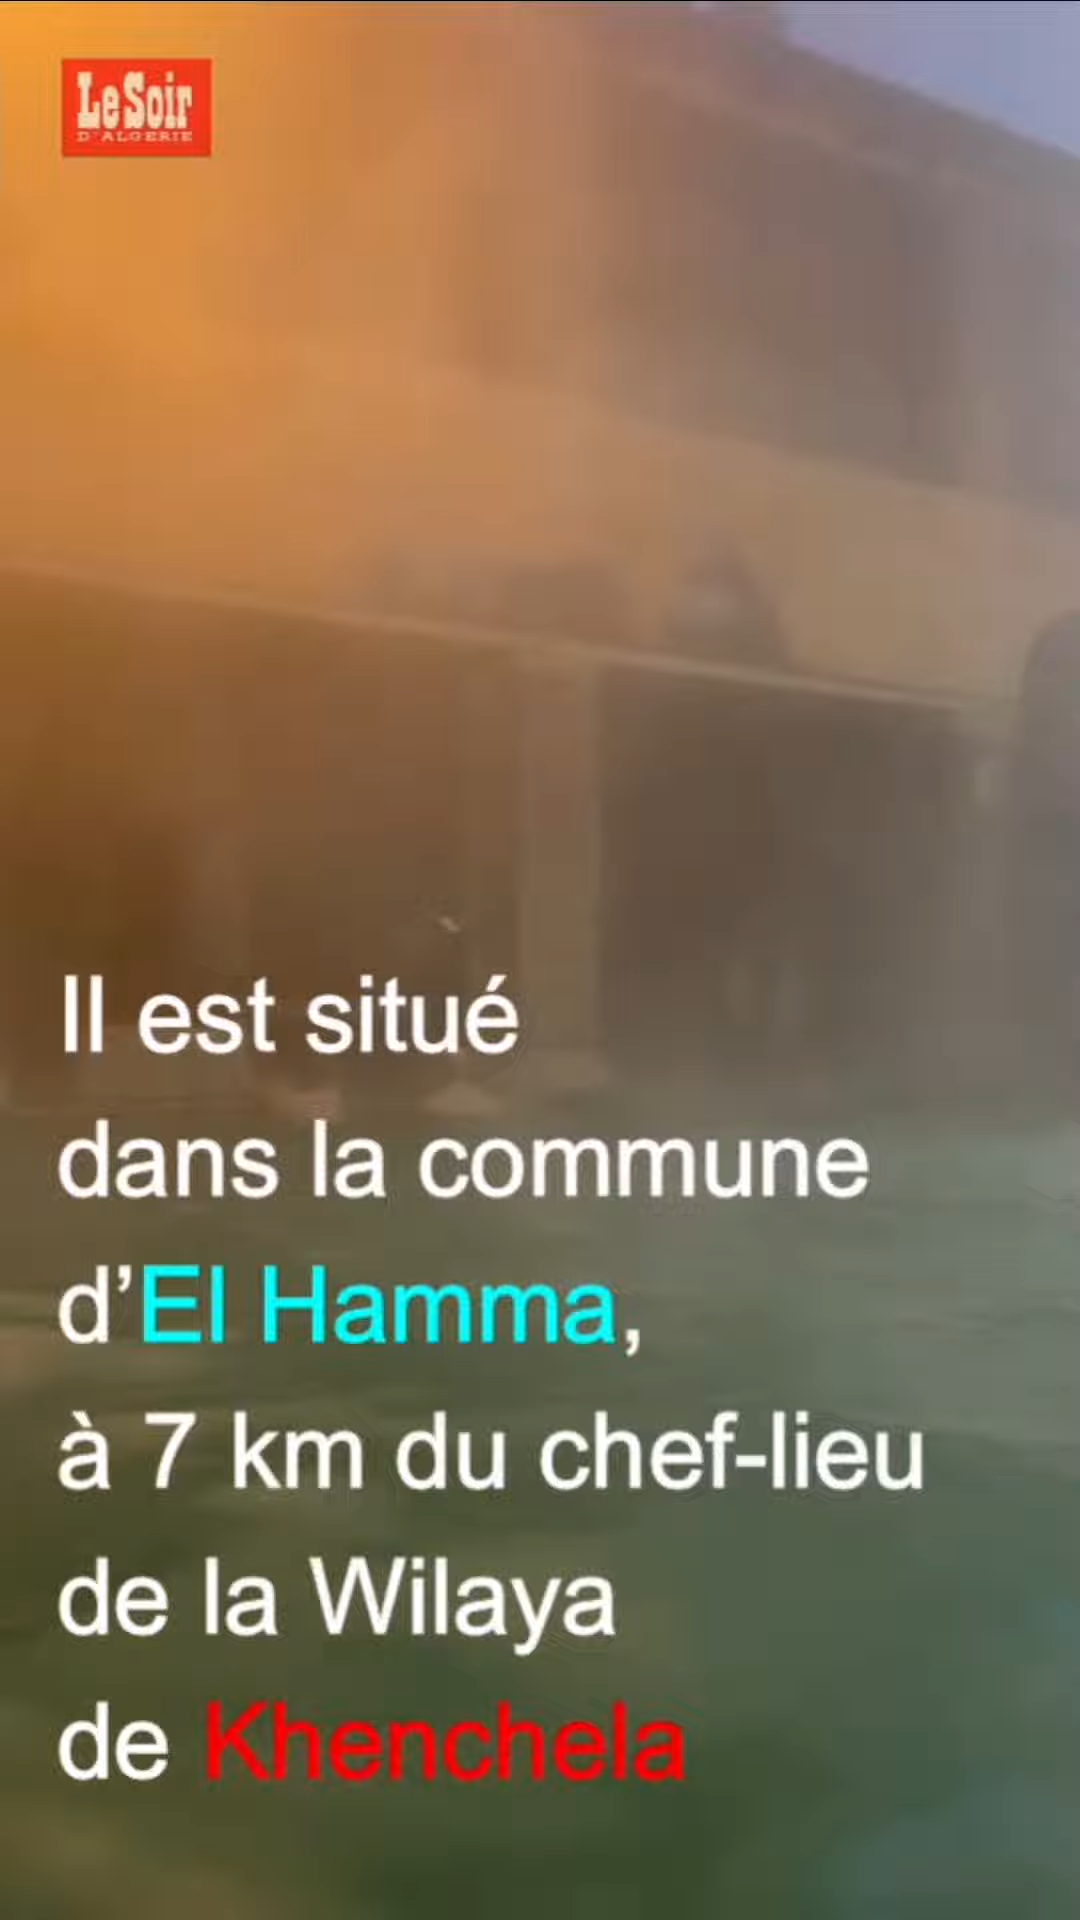 Le Soir
D'ALGERIE
Il est situé
dans la commune
d’El Hamma,
à 7 km du chef-lieu
de la Wilaya
de Khenchela